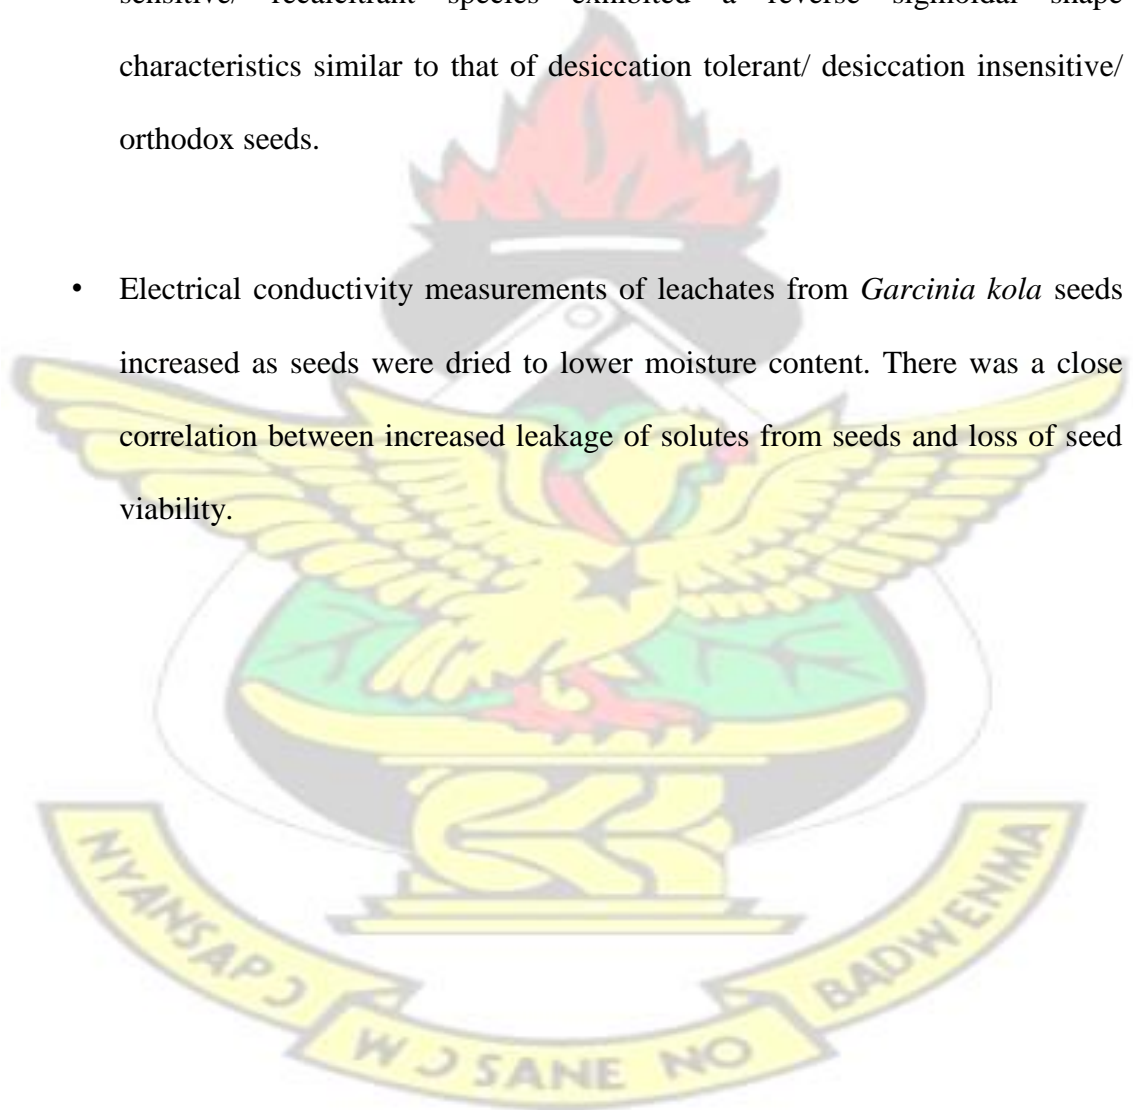 sensitive/ recalcitrant species exhibited a reverse sigmoidal shape
characteristics similar to that of desiccation tolerant/ desiccation insensitive/
orthodox seeds.
• Electrical conductivity measurements of leachates from Garcinia kola seeds
increased as seeds were dried to lower moisture content. There was a close
correlation between increased leakage of solutes from seeds and loss of seed
viability.
NYANSAPƆ WƆSANE NO BADWENMA